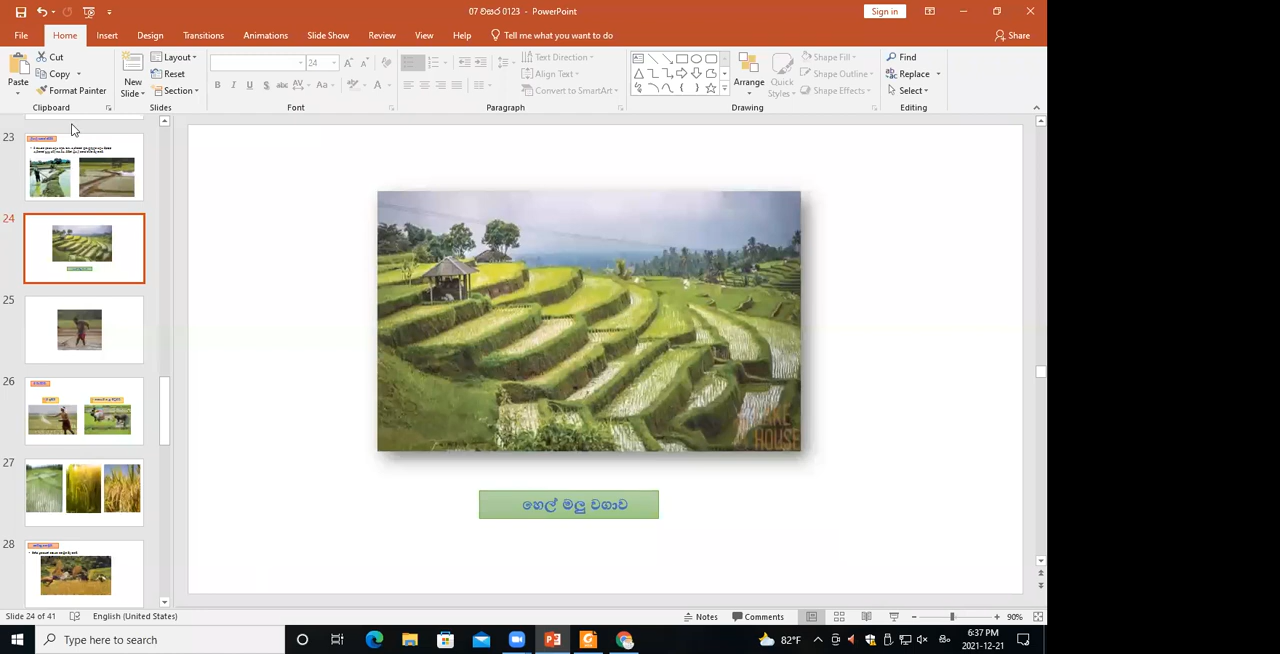 07 වසර 0123 - PowerPoint
Sign in
File Home Insert Design Transitions Animations Slide Show Review View Help Tell me what you want to do Share
Paste
Cut
Copy
Format Painter
Clipboard
New Slide
Layout
Reset
Section
Slides
24
Font
Text Direction
Align Text
Convert to SmartArt
Paragraph
Arrange
Quick Styles
Shape Fill
Shape Outline
Shape Effects
Drawing
Find
Replace
Select
Editing
23
24
25
26
27
28
HOUSE
හෙල් මලු වගාව
Slide 24 of 41 English (United States) Notes Comments 90%
Type here to search 82°F 6:37 PM
2021-12-21